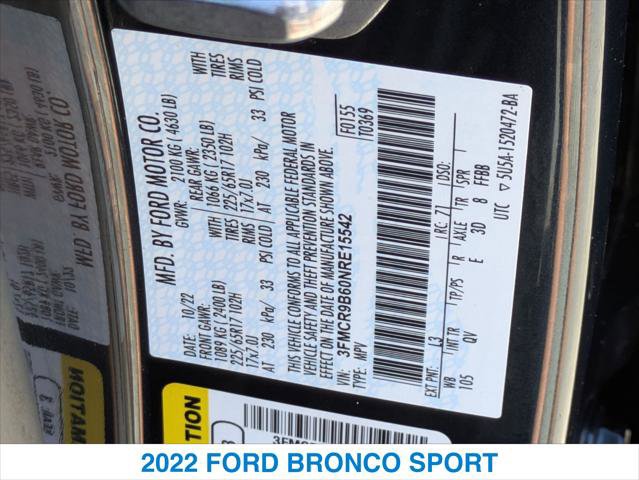 MFD. BY FORD MOTOR CO.
10/22
GVWR: 2100 KG ( 4630 LB)
FRONT GAWR:
1089 KG ( 2400 LB)
225/65R17 102H
17x7.0J
AT 230 kPa/ 33 PSI COLD
REAR GAWR:
1066 KG ( 2350 LB)
225/65R17 102H
17x7.0J
AT 230 kPa/ 33 PSI COLD
WITH
TIRES
RIMS
WITH
TIRES
RIMS
THIS VEHICLE CONFORMS TO ALL APPLICABLE FEDERAL MOTOR
VEHICLE SAFETY AND THEFT PREVENTION STANDARDS IN
EFFECT ON THE DATE OF MANUFACTURE SHOWN ABOVE.
VIN: 3FMCR9B60NRE15542
TYPE: MPV
F0155
T0369
EXT PNT: L3 RC: 71 DSO:
WB INT TR TP/PS R AXLE TR SPR
105 QV E 3D 8 FFBB
UTC ▽ 5U5A-1520472-BA
2022 FORD BRONCO SPORT